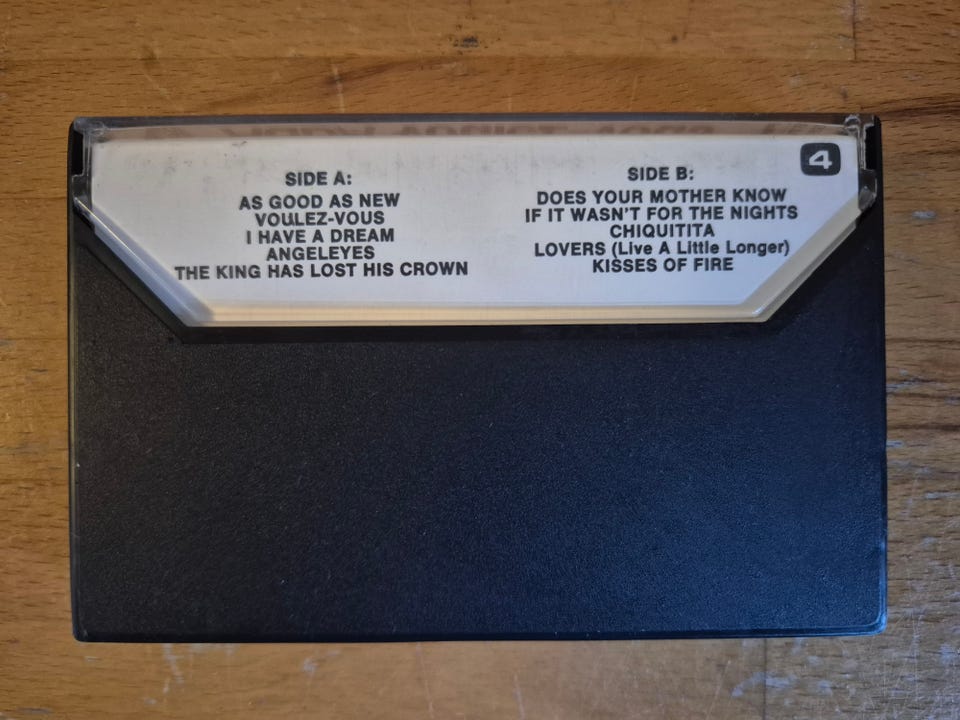 4
SIDE A:
AS GOOD AS NEW
VOULEZ-VOUS
I HAVE A DREAM
ANGELEYES
THE KING HAS LOST HIS CROWN
SIDE B:
DOES YOUR MOTHER KNOW
IF IT WASN'T FOR THE NIGHTS
CHIQUITITA
LOVERS (Live A Little Longer)
KISSES OF FIRE